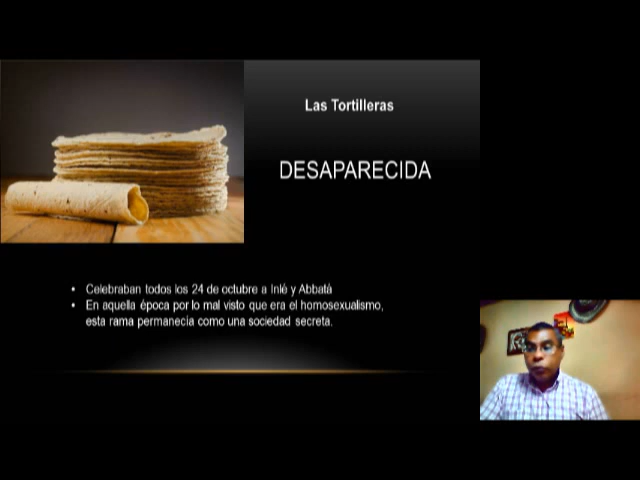 Las Tortilleras
DESAPARECIDA
• Celebraban todos los 24 de octubre a Inlé y Abbatá
• En aquella época por lo mal visto que era el homosexualismo,
esta rama permanecía como una sociedad secreta.